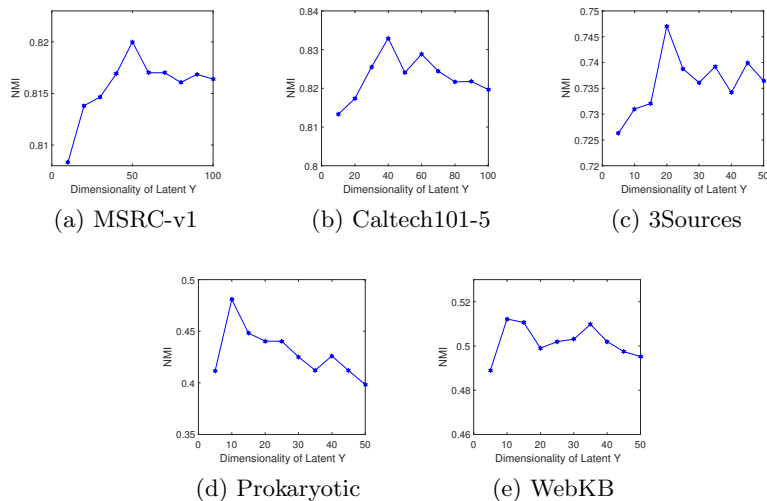 0.82
0.815
0.81
NMI
0 50 100
Dimensionality of Latent Y
(a) MSRC-v1
0.84
0.83
0.82
0.81
0.8
NMI
0 20 40 60 80 100
Dimensionality of Latent Y
(b) Caltech101-5
0.75
0.745
0.74
0.735
0.73
0.725
0.72
NMI
0 10 20 30 40 50
Dimensionality of Latent Y
(c) 3Sources
0.5
0.45
0.4
0.35
NMI
0 10 20 30 40 50
Dimensionality of Latent Y
(d) Prokaryotic
0.52
0.5
0.48
0.46
NMI
0 10 20 30 40 50
Dimensionality of Latent Y
(e) WebKB